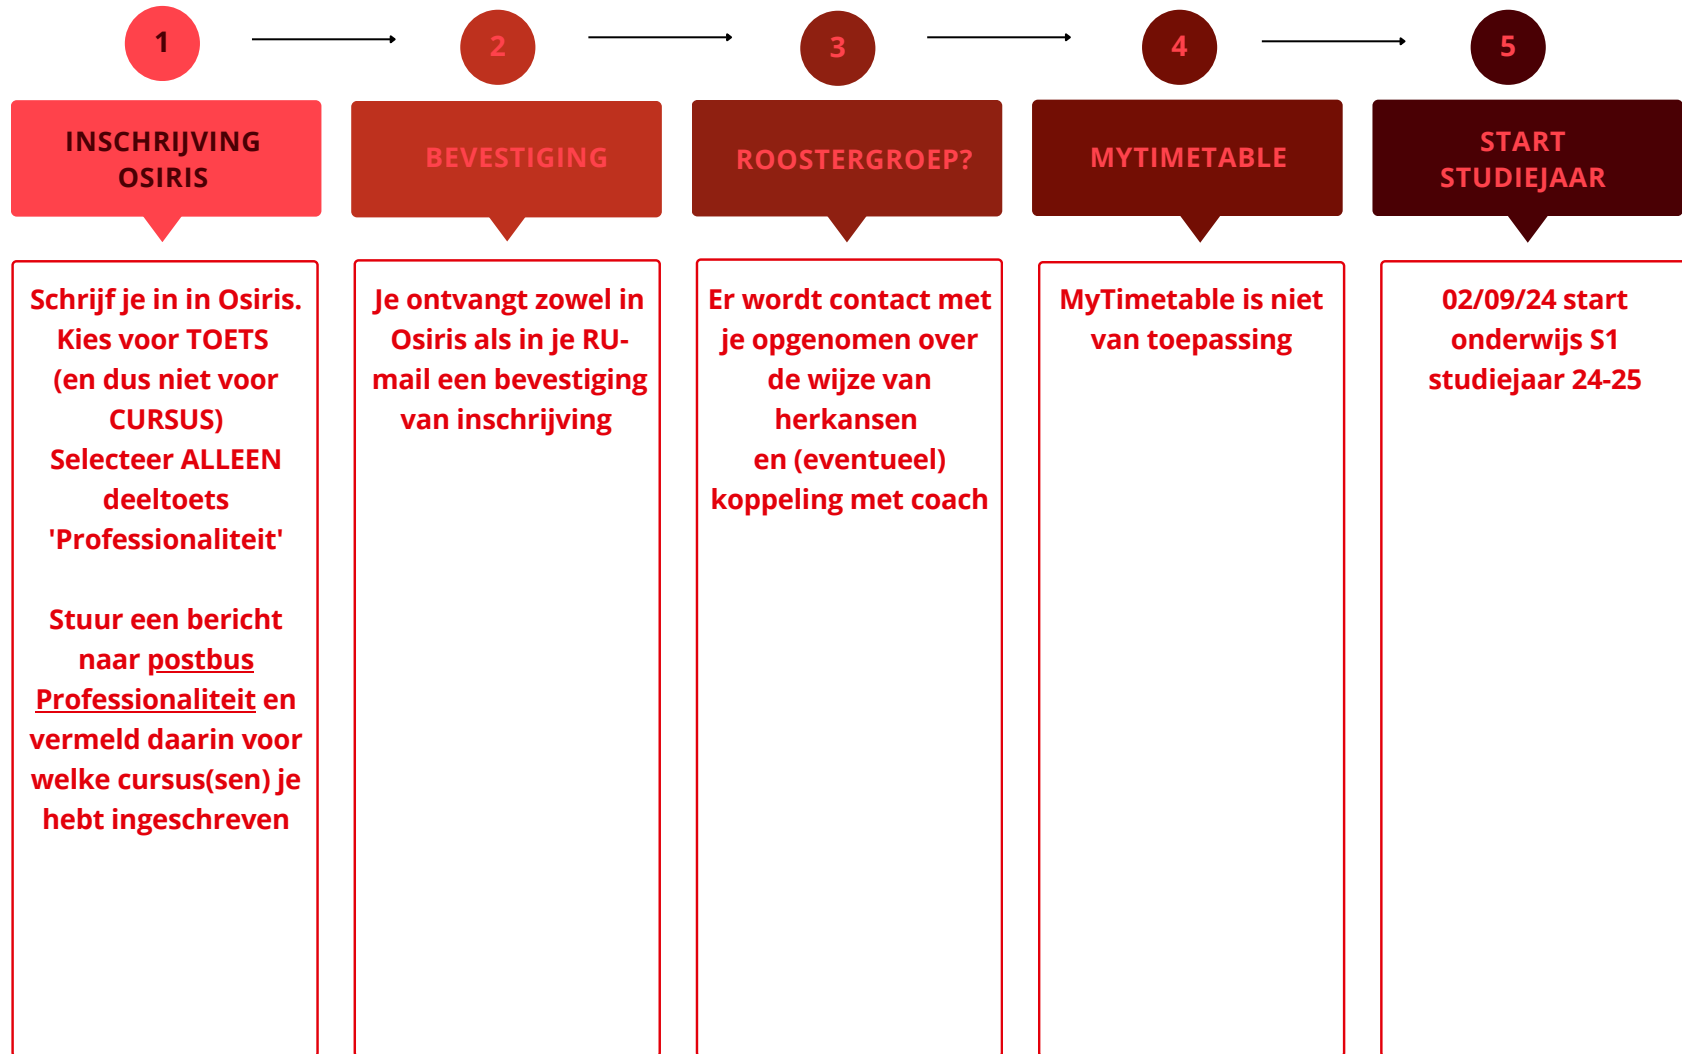 1
2
3
4
5
INSCHRIJVING
OSIRIS
BEVESTIGING
ROOSTERGROEP?
MYTIMETABLE
START
STUDIEJAAR
Schrijf je in in Osiris.
Kies voor TOETS
(en dus niet voor
CURSUS)
Selecteer ALLEEN
deeltoets
'Professionaliteit'
Stuur een bericht
naar postbus
Professionaliteit en
vermeld daarin voor
welke cursus(sen) je
hebt ingeschreven
Je ontvangt zowel in
Osiris als in je RU-
mail een bevestiging
van inschrijving
Er wordt contact met
je opgenomen over
de wijze van
herkansen
en (eventueel)
koppeling met coach
MyTimetable is niet
van toepassing
02/09/24 start
onderwijs S1
studiejaar 24-25